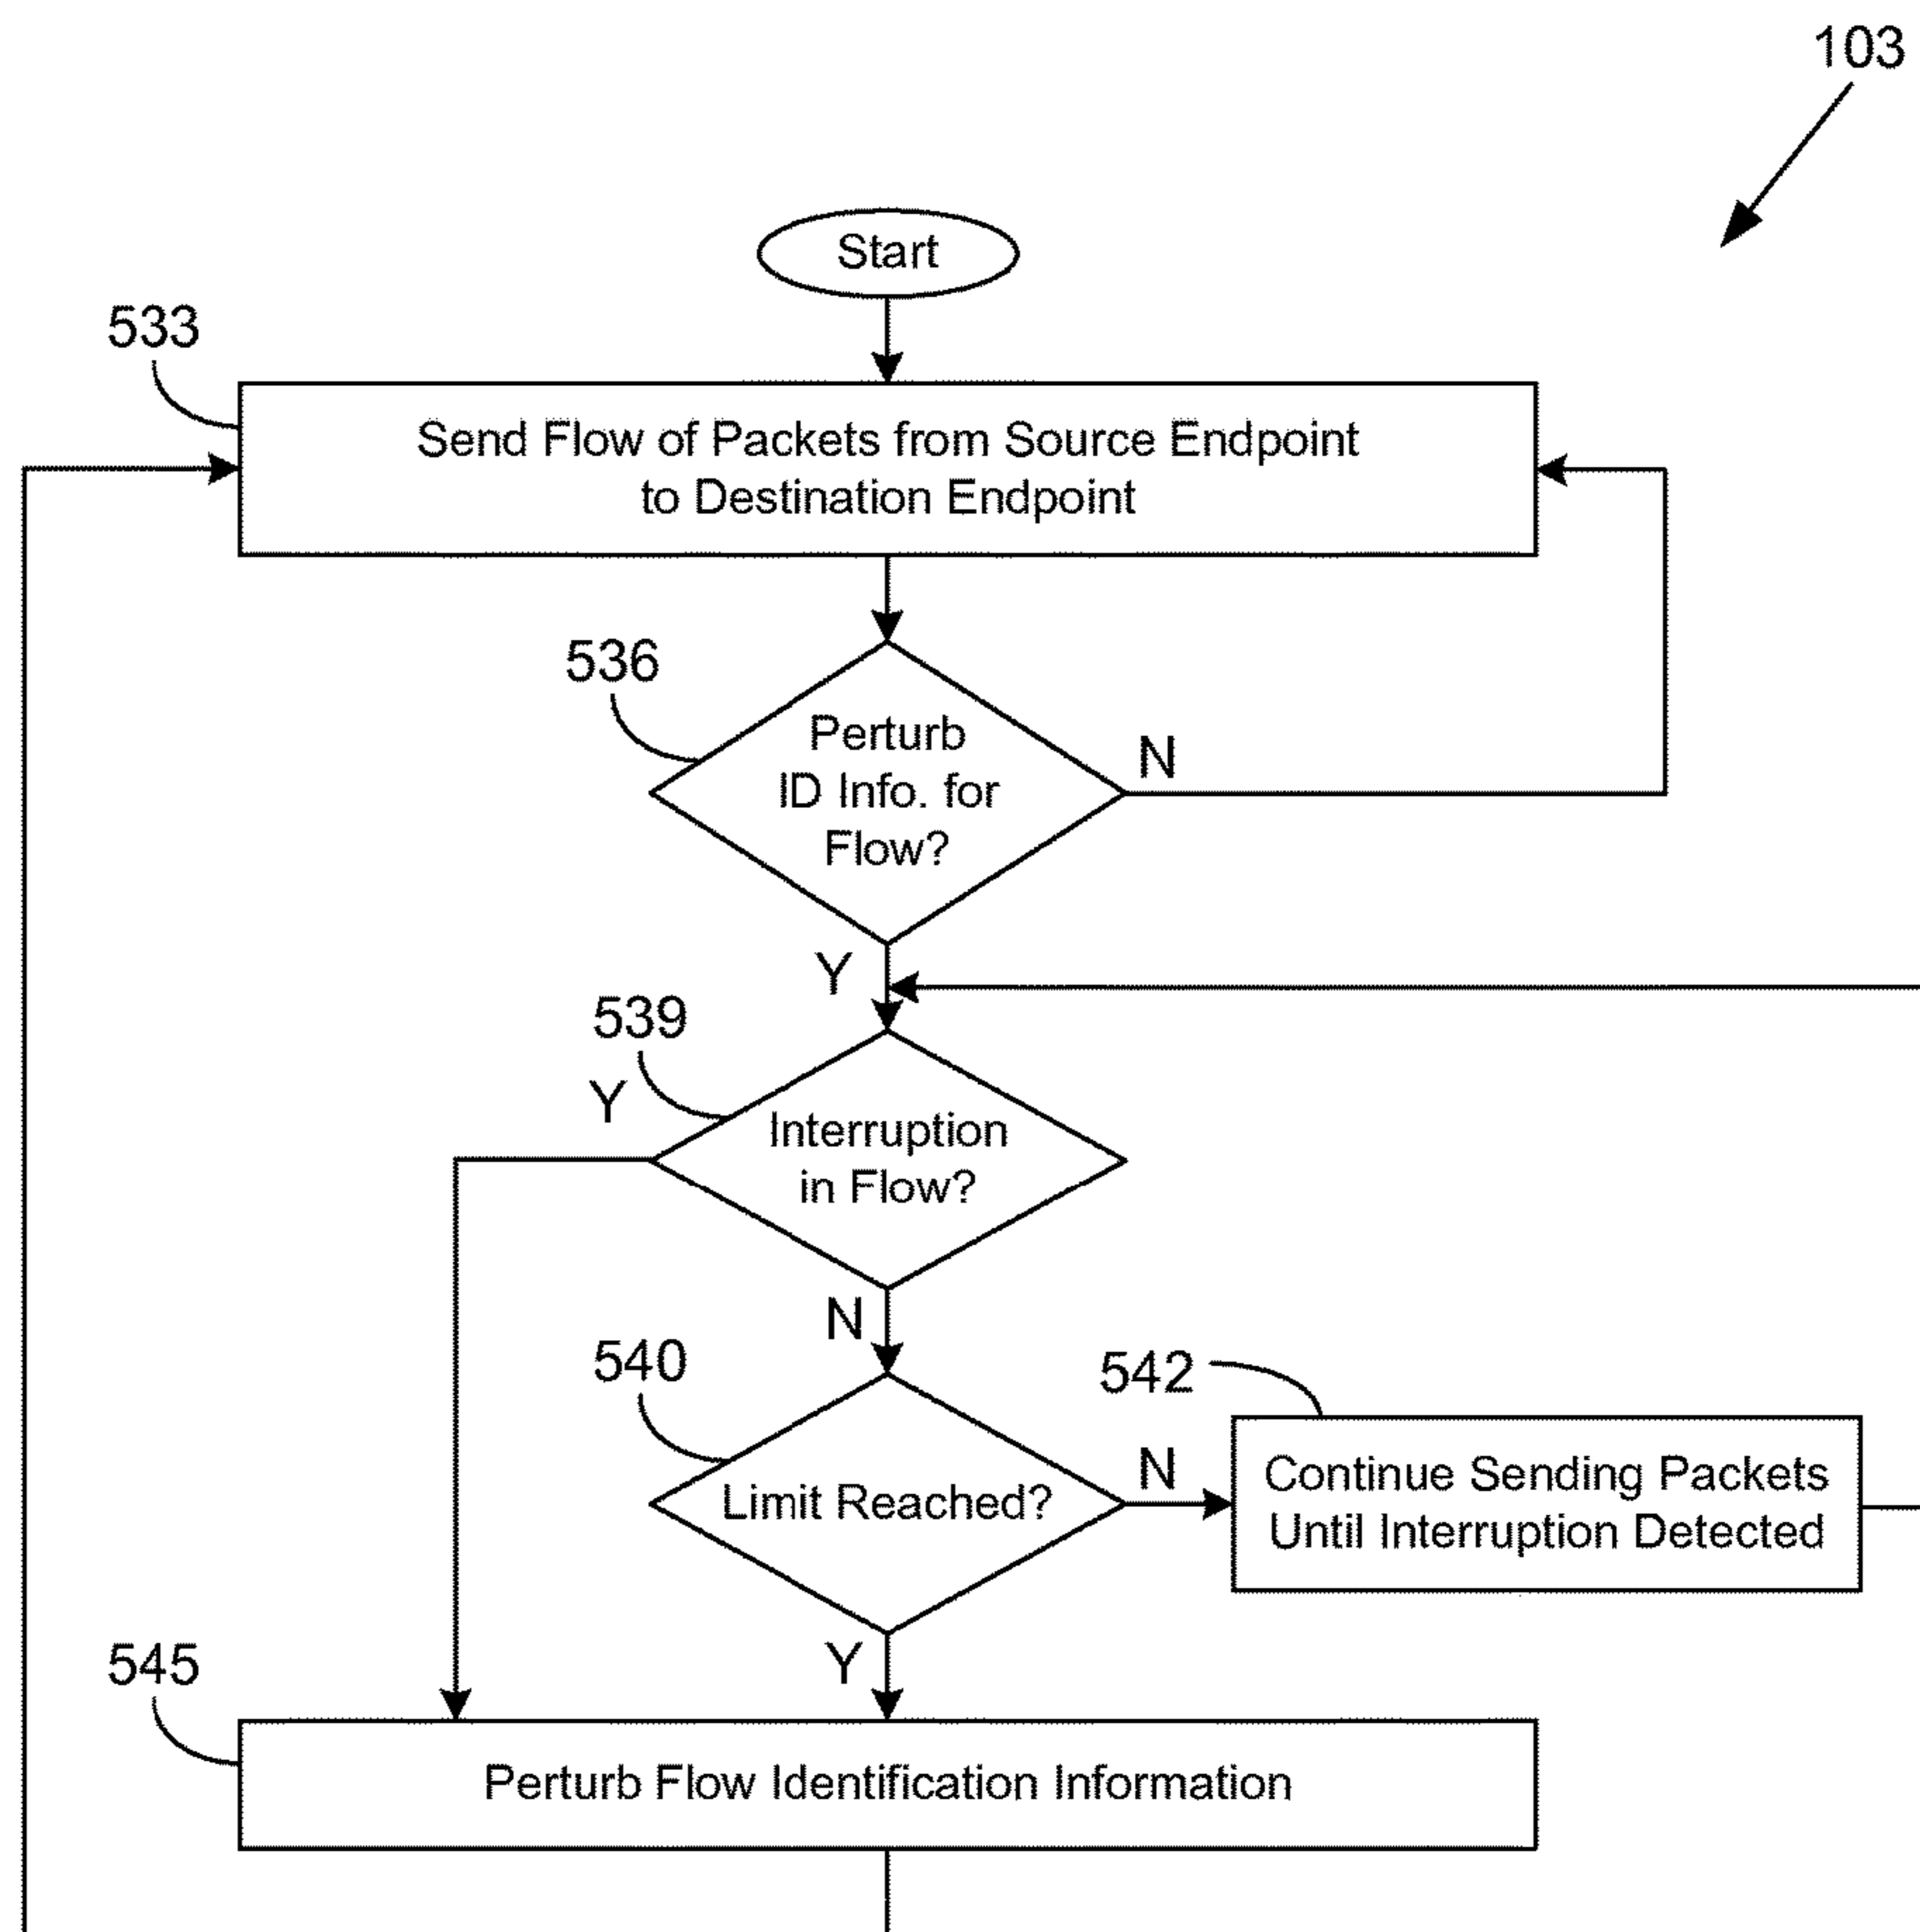 103
Start
533
Send Flow of Packets from Source Endpoint
to Destination Endpoint
536
Perturb
ID Info. for
Flow?
N
Y
539
Y
Interruption
in Flow?
N
540
542
Limit Reached?
N
Continue Sending Packets
Until Interruption Detected
Y
545
Perturb Flow Identification Information